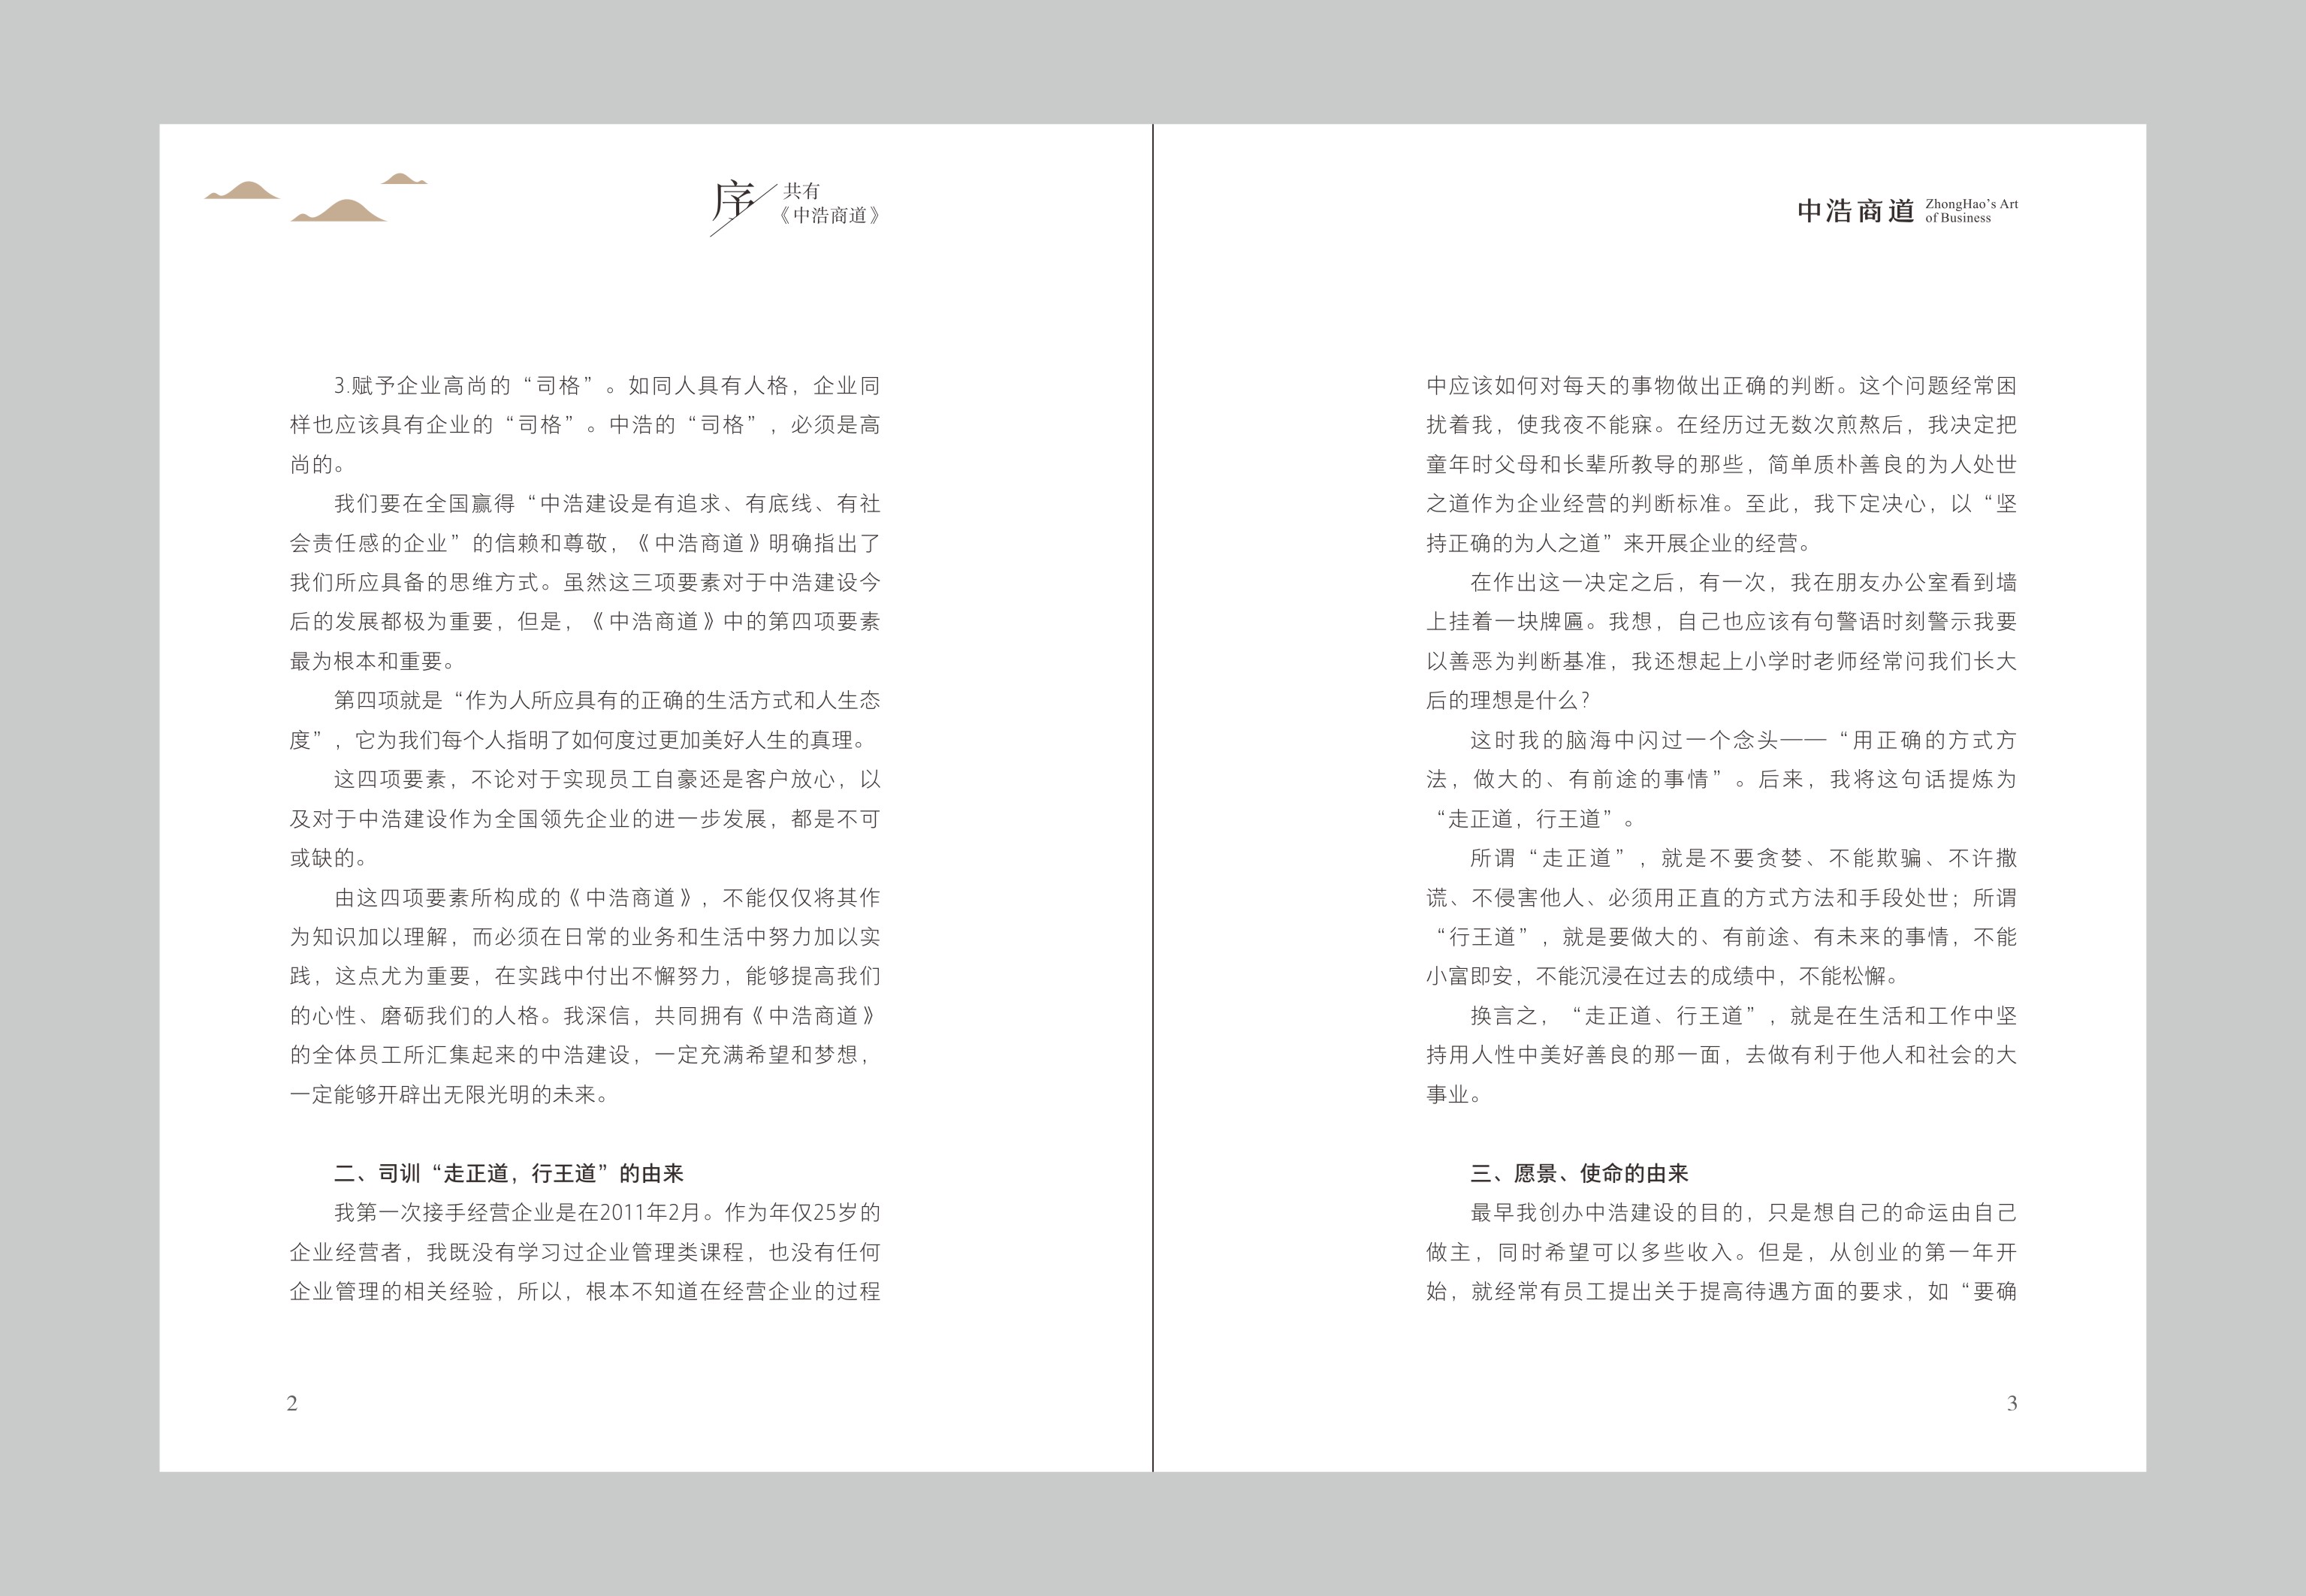 序
共有
《中浩商道》
3.赋予企业高尚的“司格”。如同人具有人格，企业同
样也应该具有企业的“司格”。中浩的“司格”，必须是高
尚的。
我们要在全国赢得“中浩建设是有追求、有底线、有社
会责任感的企业”的信赖和尊敬，《中浩商道》明确指出了
我们所应具备的思维方式。虽然这三项要素对于中浩建设今
后的发展都极为重要，但是，《中浩商道》中的第四项要素
最为根本和重要。
第四项就是“作为人所应具有的正确的生活方式和人生态
度”，它为我们每个人指明了如何度过更加美好人生的真理。
这四项要素，不论对于实现员工自豪还是客户放心，以
及对于中浩建设作为全国领先企业的进一步发展，都是不可
或缺的。
由这四项要素所构成的《中浩商道》，不能仅仅将其作
为知识加以理解，而必须在日常的业务和生活中努力加以实
践，这点尤为重要，在实践中付出不懈努力，能够提高我们
的心性、磨砺我们的人格。我深信，共同拥有《中浩商道》
的全体员工所汇集起来的中浩建设，一定充满希望和梦想，
一定能够开辟出无限光明的未来。
二、司训“走正道，行王道”的由来
我第一次接手经营企业是在2011年2月。作为年仅25岁的
企业经营者，我既没有学习过企业管理类课程，也没有任何
企业管理的相关经验，所以，根本不知道在经营企业的过程
2
中浩商道 ZhongHao's Art
of Business
中应该如何对每天的事物做出正确的判断。这个问题经常困
扰着我，使我夜不能寐。在经历过无数次煎熬后，我决定把
童年时父母和长辈所教导的那些，简单质朴善良的为人处世
之道作为企业经营的判断标准。至此，我下定决心，以“坚
持正确的为人之道”来开展企业的经营。
在作出这一决定之后，有一次，我在朋友办公室看到墙
上挂着一块牌匾。我想，自己也应该有句警语时刻警示我要
以善恶为判断基准，我还想起上小学时老师经常问我们长大
后的理想是什么？
这时我的脑海中闪过一个念头——“用正确的方式方
法，做大的、有前途的事情”。后来，我将这句话提炼为
“走正道，行王道”。
所谓“走正道”，就是不要贪婪、不能欺骗、不许撒
谎、不侵害他人、必须用正直的方式方法和手段处世；所谓
“行王道”，就是要做大的、有前途、有未来的事情，不能
小富即安，不能沉浸在过去的成绩中，不能松懈。
换言之，“走正道、行王道”，就是在生活和工作中坚
持用人性中美好善良的那一面，去做有利于他人和社会的大
事业。
三、愿景、使命的由来
最早我创办中浩建设的目的，只是想自己的命运由自己
做主，同时希望可以多些收入。但是，从创业的第一年开
始，就经常有员工提出关于提高待遇方面的要求，如“要确
3